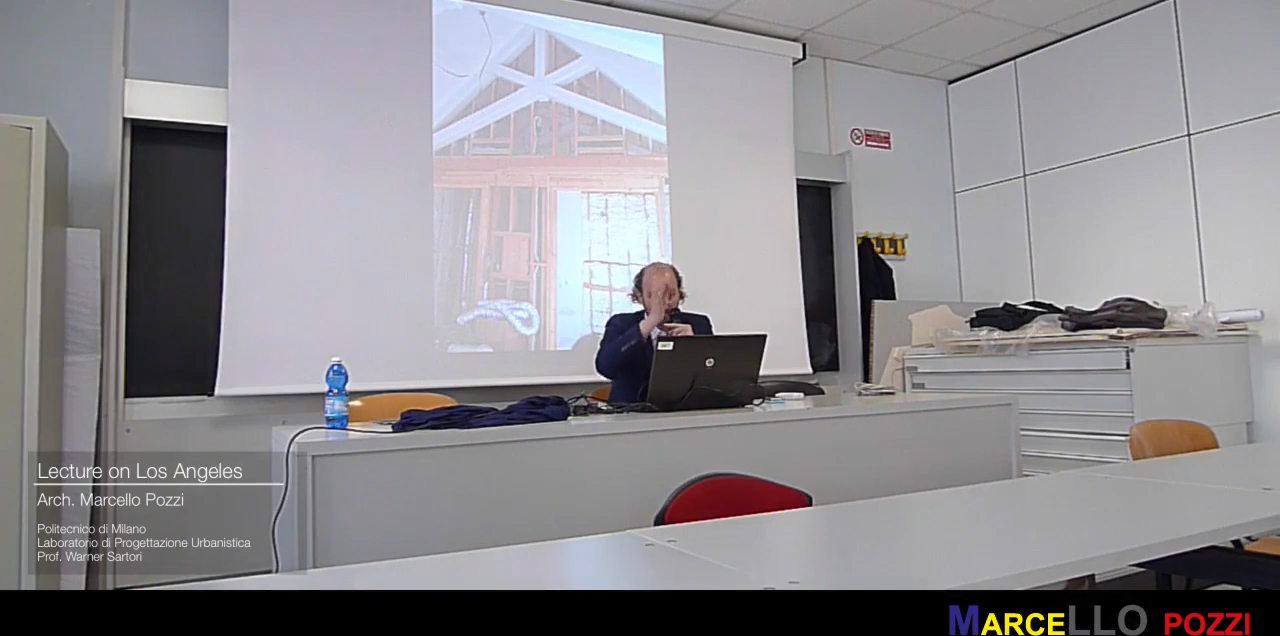 Lecture on Los Angeles
Arch. Marcello Pozzi
Politecnico di Milano
Laboratorio di Progettazione Urbanistica
Prof. Warner Sartori
MARCELLO POZZI